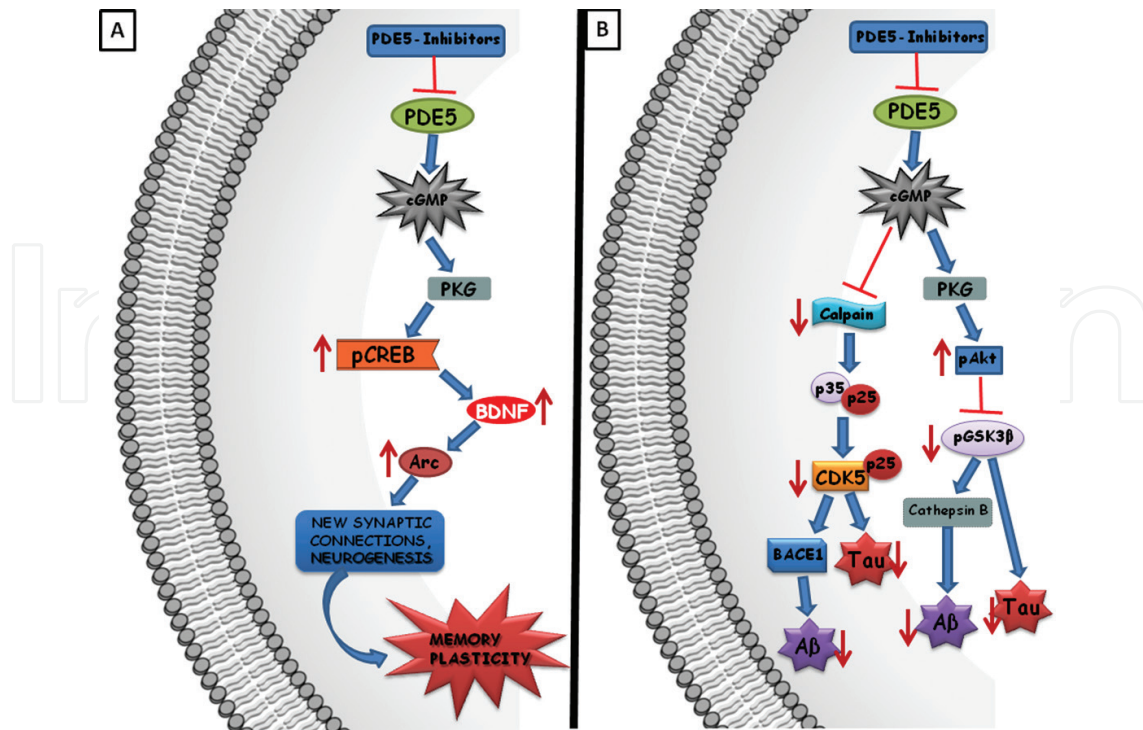 A
PDE5-Inhibitors
PDE5
cGMP
PKG
pCREB
BDNF
Arc
NEW SYNAPTIC
CONNECTIONS,
NEUROGENESIS
MEMORY
PLASTICITY
B
PDE5-Inhibitors
PDE5
cGMP
Calpain
PKG
pAkt
p35
p25
pGSK3β
CDK5
p25
Cathepsin B
BACE1
Tau
Aβ
Aβ
Tau